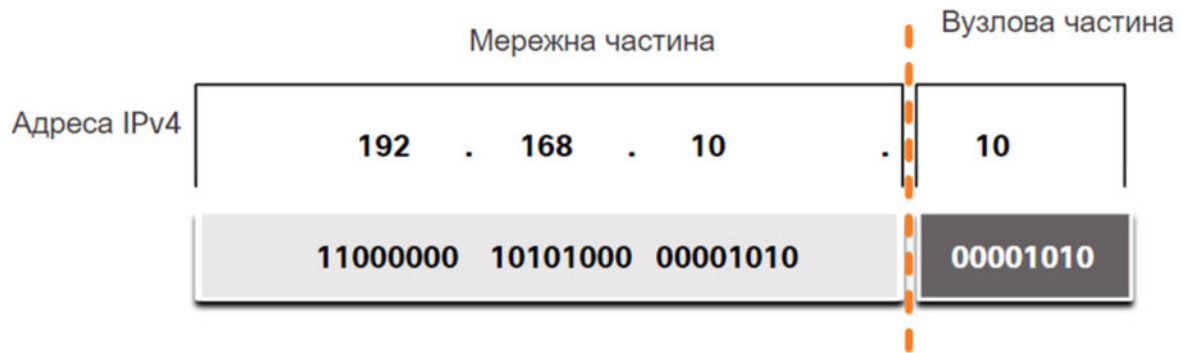 Мережна частина
Вузлова частина
Адреса IPv4
192 . 168 . 10 . 10
11000000 10101000 00001010 00001010